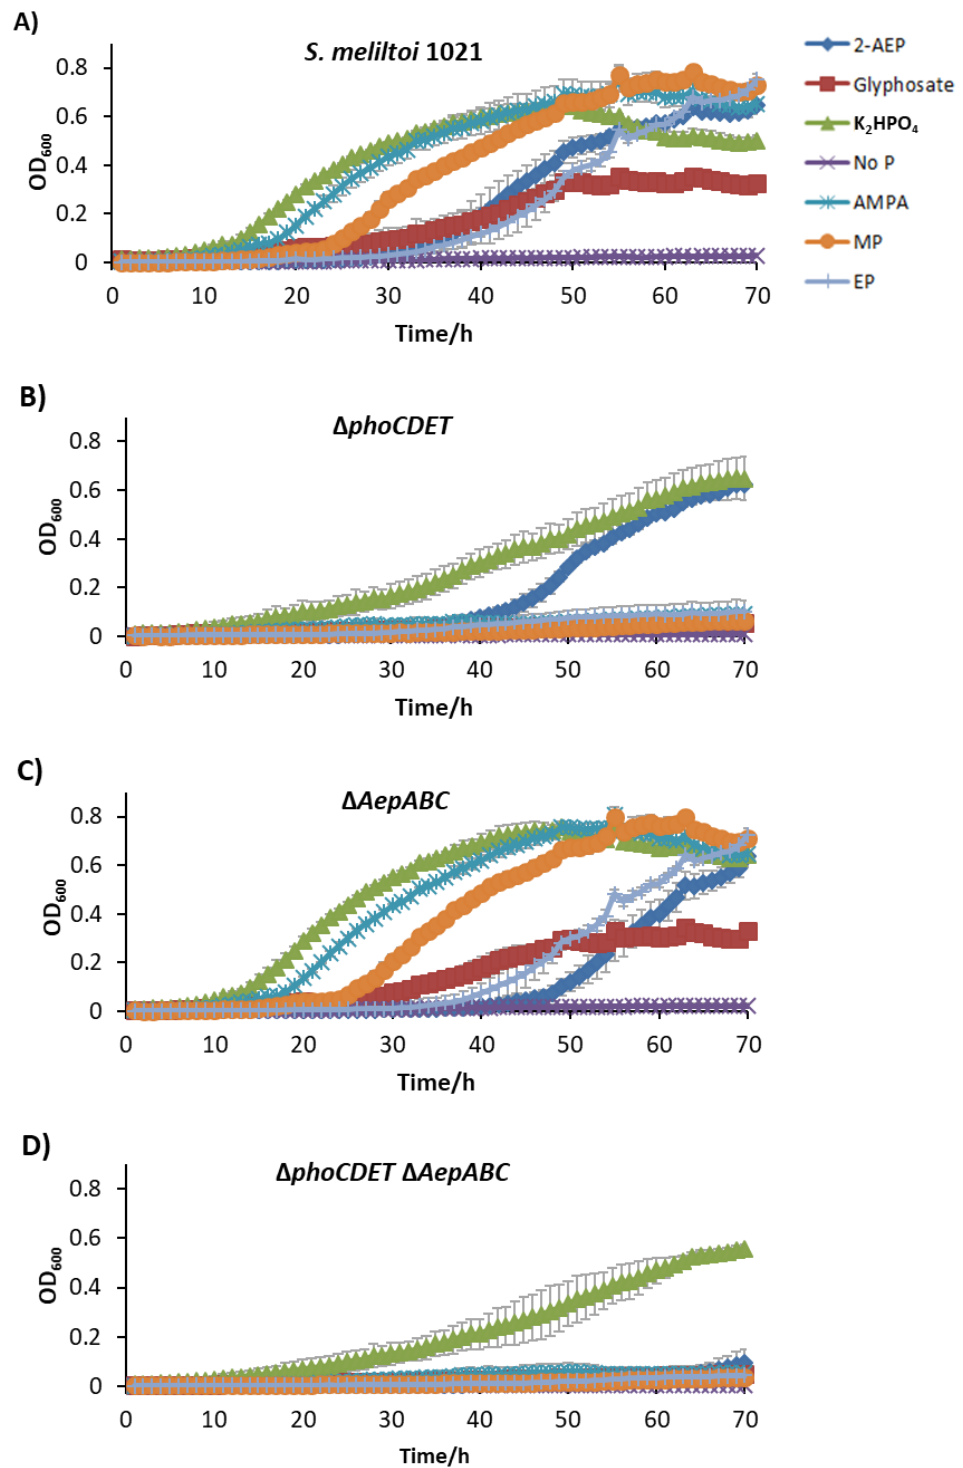 A)
S. meliltoi 1021
OD600
0.8
0.6
0.4
0.2
0
0 10 20 30 40 50 60 70
Time/h
2-AEP
Glyphosate
K2HPO4
No P
AMPA
MP
EP
B)
ΔphoCDET
OD600
0.8
0.6
0.4
0.2
0
0 10 20 30 40 50 60 70
Time/h
C)
ΔAepABC
OD600
0.8
0.6
0.4
0.2
0
0 10 20 30 40 50 60 70
Time/h
D)
ΔphoCDET ΔAepABC
OD600
0.8
0.6
0.4
0.2
0
0 10 20 30 40 50 60 70
Time/h